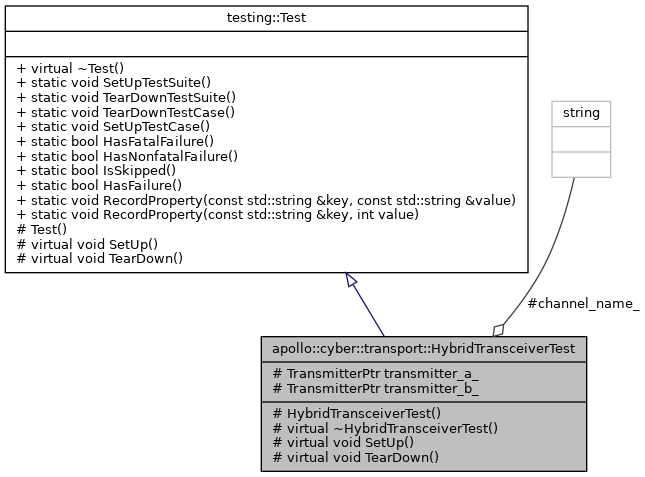 testing::Test
+ virtual ~Test()
+ static void SetUpTestSuite()
+ static void TearDownTestSuite()
+ static void TearDownTestCase()
+ static void SetUpTestCase()
+ static bool HasFatalFailure()
+ static bool HasNonfatalFailure()
+ static bool IsSkipped()
+ static bool HasFailure()
+ static void RecordProperty(const std::string &key, const std::string &value)
+ static void RecordProperty(const std::string &key, int value)
# Test()
# virtual void SetUp()
# virtual void TearDown()
string
#channel_name_
apollo::cyber::transport::HybridTransceiverTest
# TransmitterPtr transmitter_a_
# TransmitterPtr transmitter_b_
# HybridTransceiverTest()
# virtual ~HybridTransceiverTest()
# virtual void SetUp()
# virtual void TearDown()